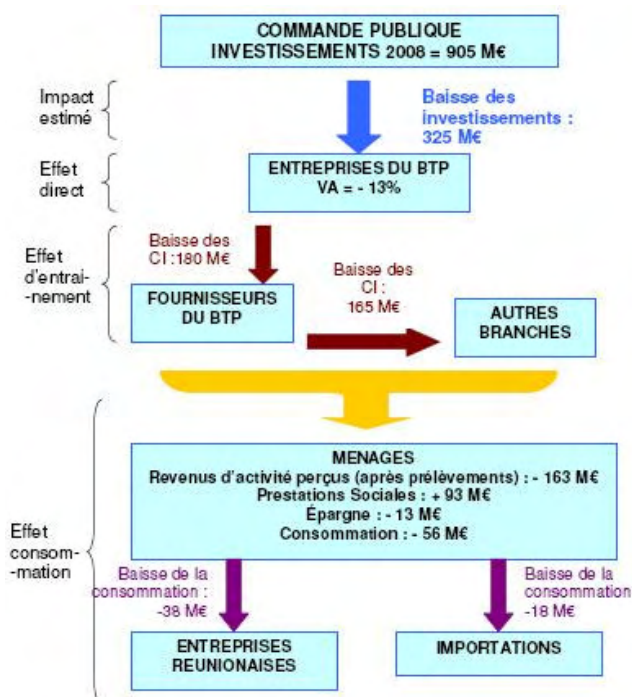 COMMANDE PUBLIQUE
INVESTISSEMENTS 2008 = 905 M€
Impact
estimé
Baisse des
investissements :
325 M€
Effet
direct
ENTREPRISES DU BTP
VA = - 13%
Effet
d'entrai-
-nement
Baisse des
CI :180 M€
Baisse des
CI :
165 M€
FOURNISSEURS
DU BTP
AUTRES
BRANCHES
Effet
consom-
-mation
MENAGES
Revenus d'activité perçus (après prélèvements) : - 163 M€
Prestations Sociales : + 93 M€
Épargne : - 13 M€
Consommation : - 56 M€
Baisse de la
consommation :
-38 M€
Baisse de la
consommation
-18 M€
ENTREPRISES
REUNIONAISES
IMPORTATIONS